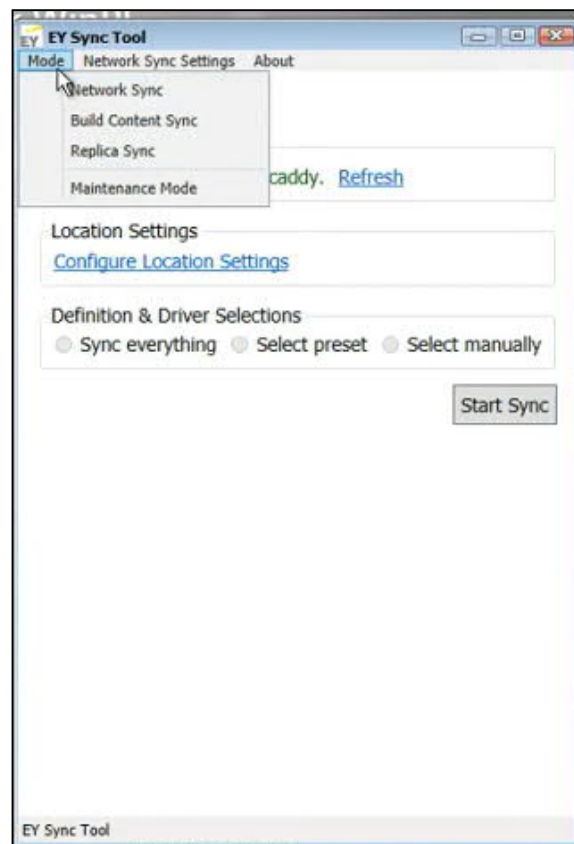 EY EY Sync Tool
Mode Network Sync Settings About
Network Sync
Build Content Sync
Replica Sync
Maintenance Mode
caddy. Refresh
Location Settings
Configure Location Settings
Definition & Driver Selections
Sync everything Select preset Select manually
Start Sync
EY Sync Tool